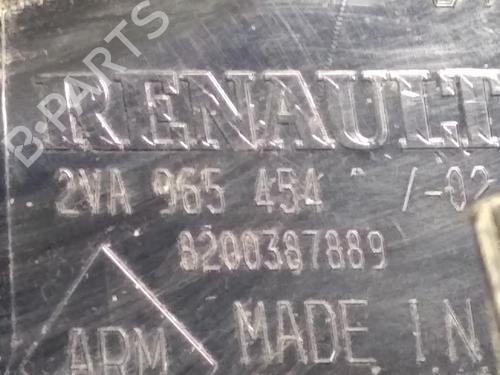 B-PARTS
RENAULT
2VA 965 454 /-02
8200387889
ARM MADE IN